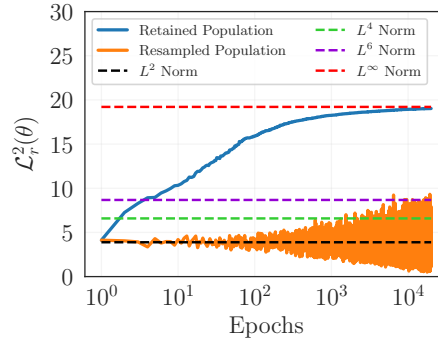 Retained Population
Resampled Population
L² Norm
L⁴ Norm
L⁶ Norm
L∞ Norm
30
25
20
15
10
5
0
𝓛ᵣ²(θ)
10⁰ 10¹ 10² 10³ 10⁴
Epochs